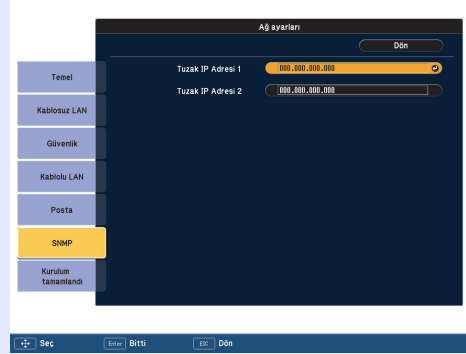 Ağ ayarları
Dön
Tuzak IP Adresi 1 000.000.000.000
Tuzak IP Adresi 2 000.000.000.000
Temel
Kablosuz LAN
Güvenlik
Kablolu LAN
Posta
SNMP
Kurulum
tamamlandı
Seç Enter Bitti ESC Dön